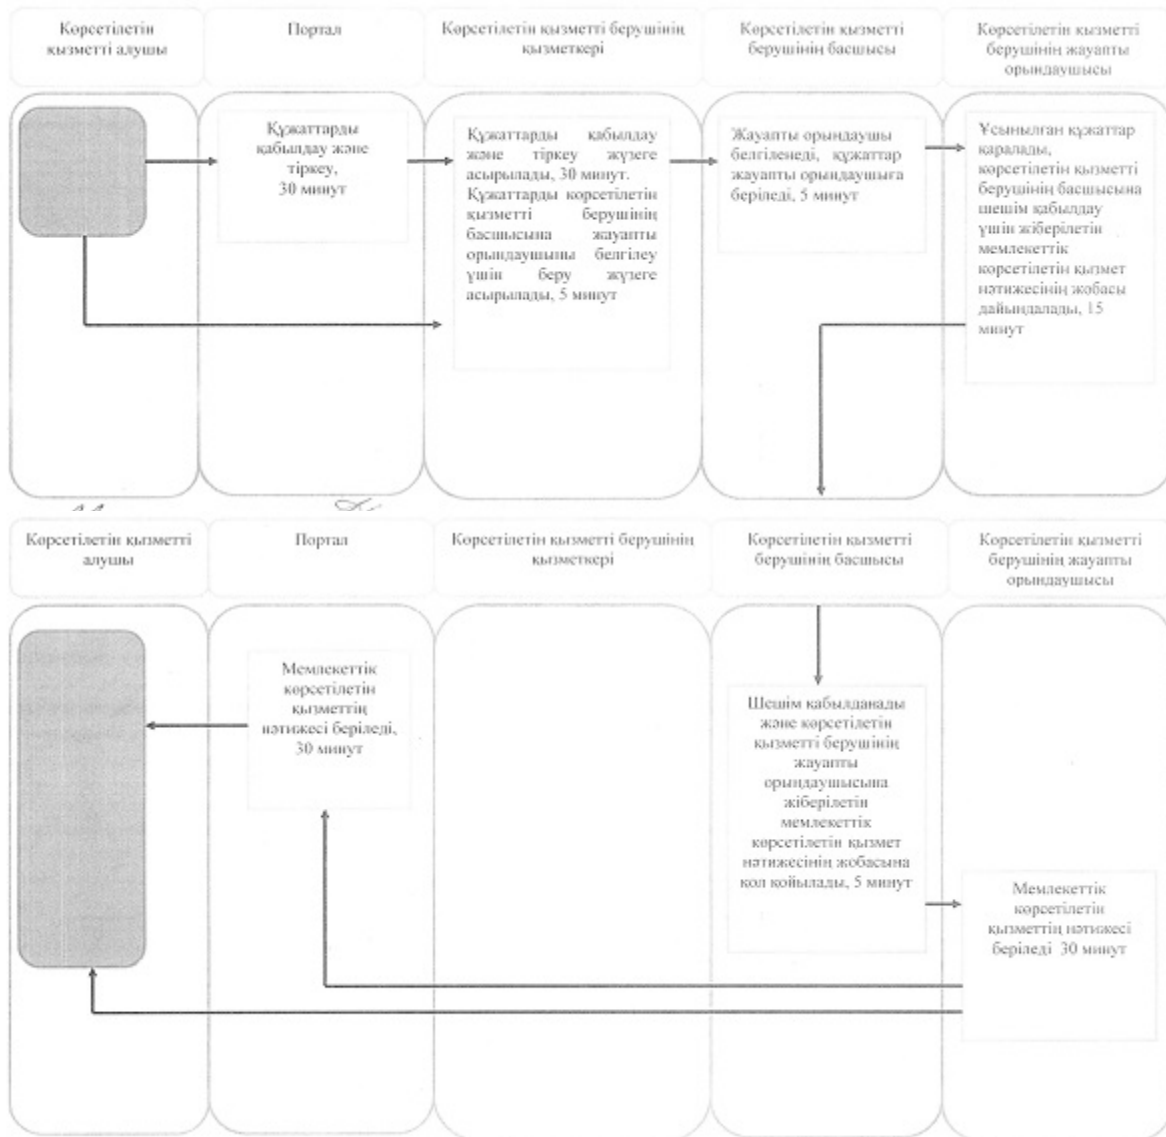 Көрсетілетін
қызметті алушы
Портал
Көрсетілетін қызметті берушінің
қызметкері
Көрсетілетін қызметті
берушінің басшысы
Көрсетілетін қызметті
берушінің жауапты
орындаушысы
Құжаттарды
қабылдау және
тіркеу,
30 минут
Құжаттарды қабылдау
және тіркеу жүзеге
асырылады, 30 минут.
Құжаттарды көрсетілетін
қызметті берушінің
басшысына жауапты
орындаушыны белгілеу
үшін беру жүзеге
асырылады, 5 минут
Жауапты орындаушы
белгіленеді, құжаттар
жауапты орындаушыға
беріледі, 5 минут
Ұсынылған құжаттар
қаралады,
көрсетілетін қызметті
берушінің басшысына
шешім қабылдау
үшін жіберілетін
мемлекеттік
көрсетілетін қызмет
нәтижесінің жобасы
дайындалады, 15
минут
Көрсетілетін қызметті
алушы
Портал
Көрсетілетін қызметті берушінің
қызметкері
Көрсетілетін қызметті
берушінің басшысы
Көрсетілетін қызметті
берушінің жауапты
орындаушысы
Мемлекеттік
көрсетілетін
қызметтің
нәтижесі беріледі,
30 минут
Шешім қабылданады
және көрсетілетін
қызметті берушінің
жауапты
орындаушысына
жіберілетін
мемлекеттік
көрсетілетін қызмет
нәтижесінің жобасына
қол қойылады, 5 минут
Мемлекеттік
көрсетілетін
қызметтің нәтижесі
беріледі 30 минут